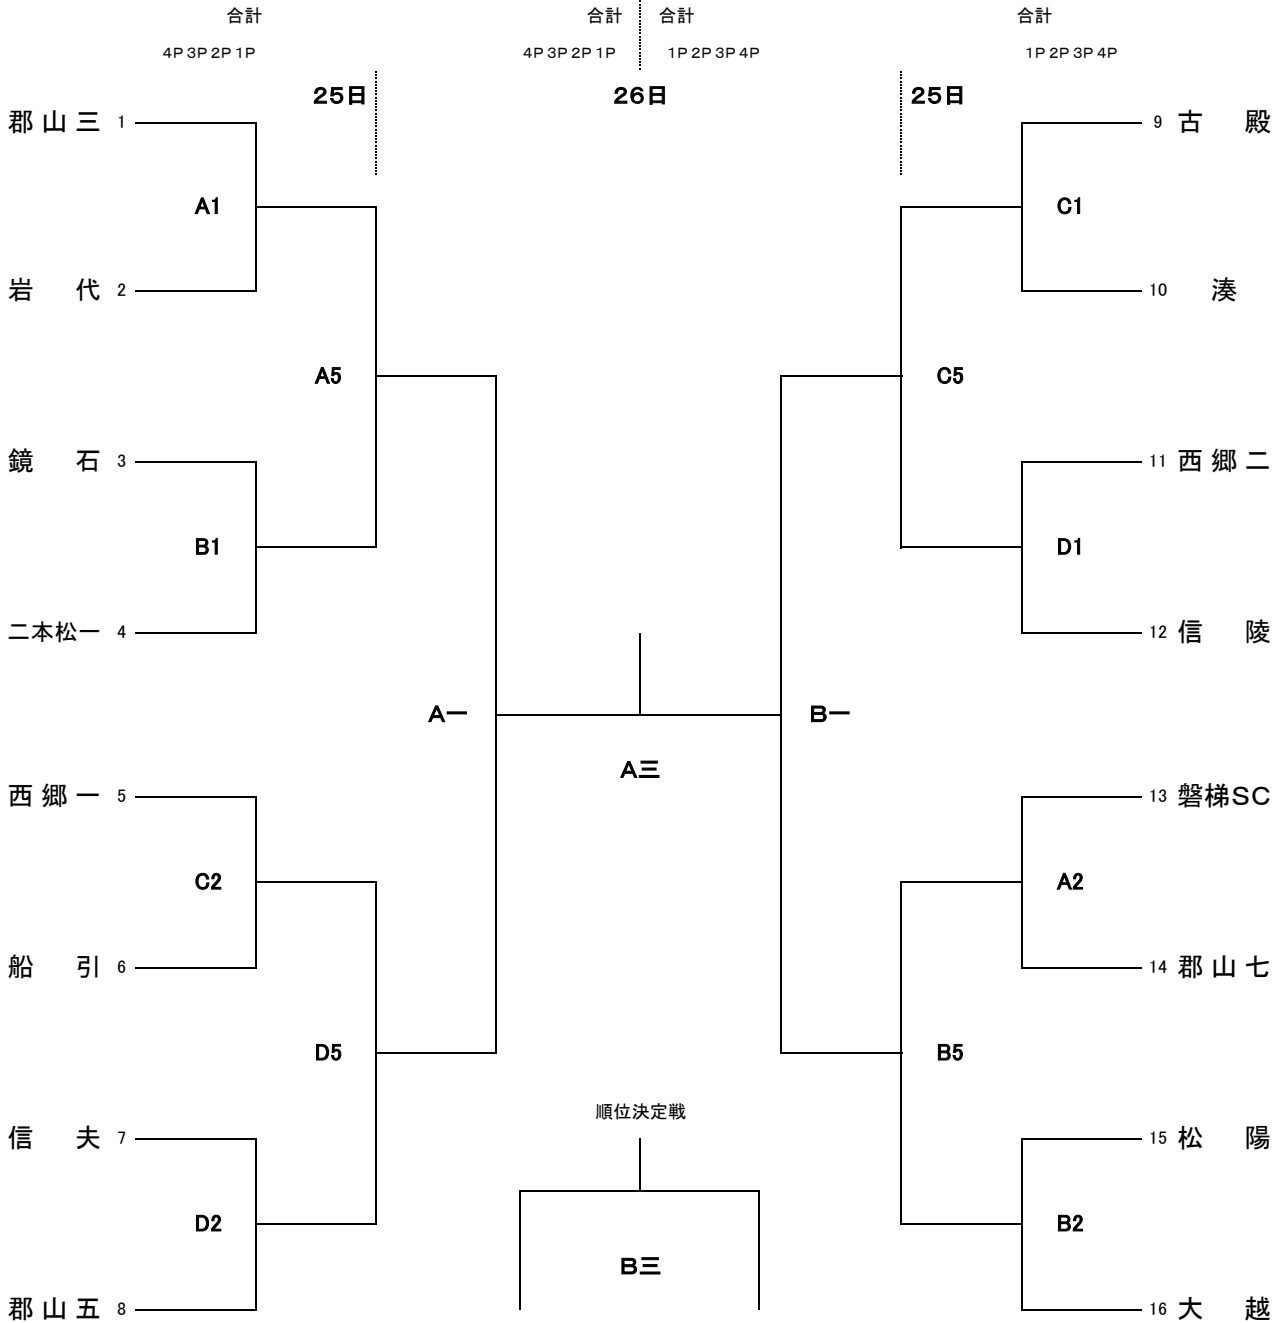 合計 合計 合計 合計
4P 3P 2P 1P 4P 3P 2P 1P 1P 2P 3P 4P 1P 2P 3P 4P
25日 26日 25日
郡山三 1 9 古 殿
A1 C1
岩 代 2 10 湊
A5 C5
鏡 石 3 11 西郷二
B1 D1
二本松一 4 12 信 陵
A一 B一
A三
西郷一 5 13 磐梯SC
C2 A2
船 引 6 14 郡山七
D5 B5
順位決定戦
信 夫 7 15 松 陽
D2 B2
B三
郡山五 8 16 大 越